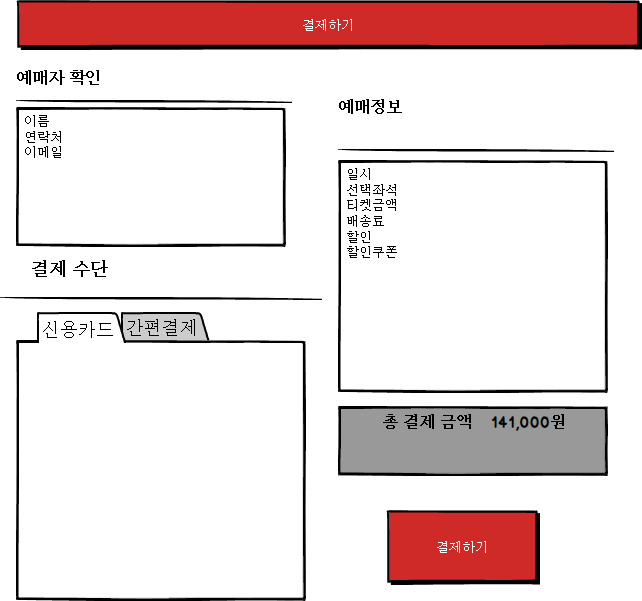 결제하기
예매자 확인
이름
연락처
이메일
결제 수단
신용카드 간편결제
예매정보
일시
선택좌석
티켓금액
배송료
할인
할인쿠폰
총 결제 금액 141,000원
결제하기